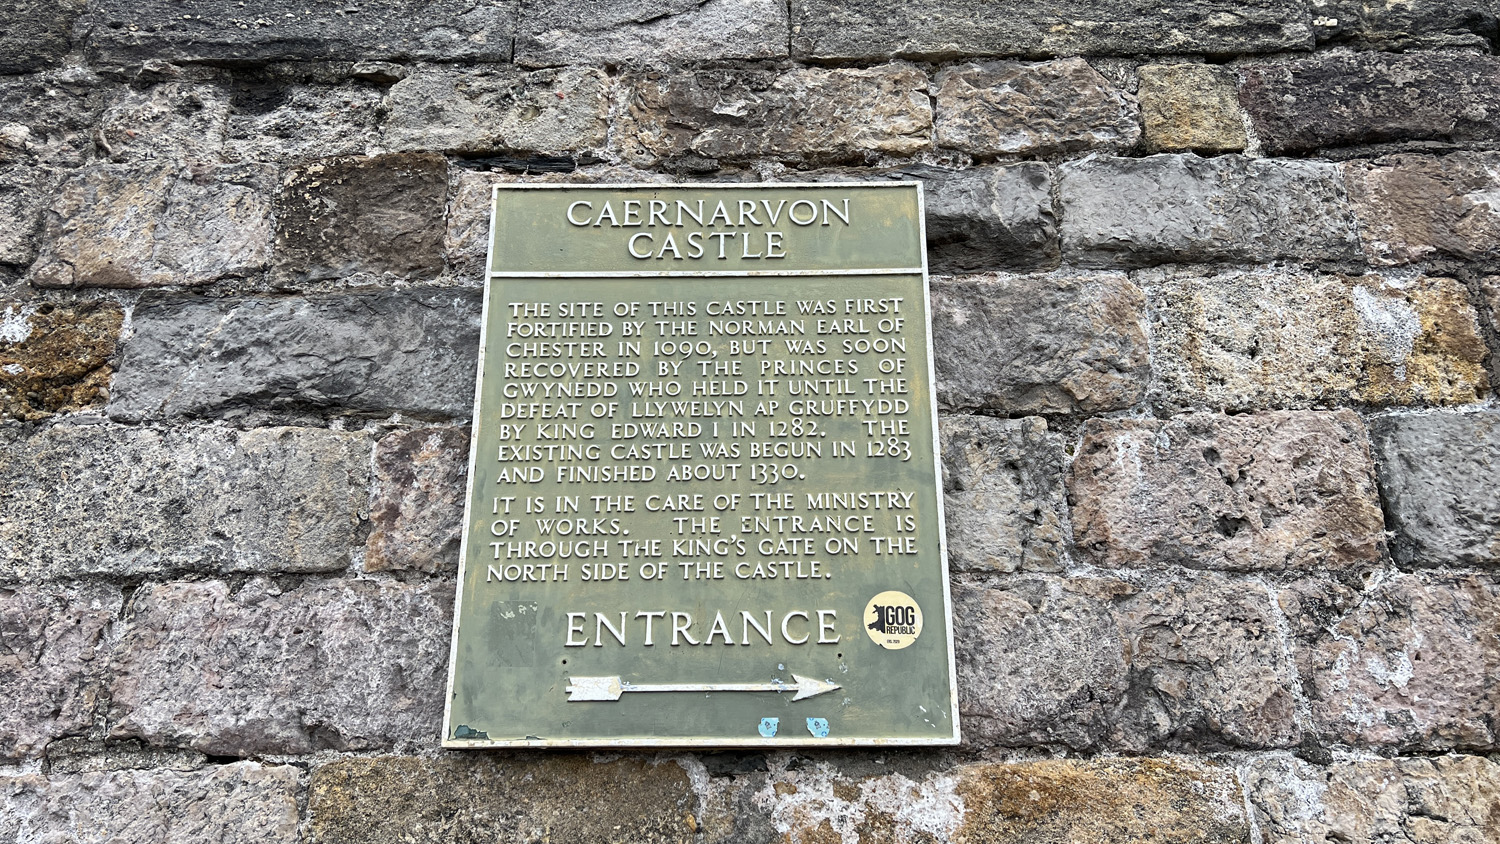 CAERNARVON
CASTLE
THE SITE OF THIS CASTLE WAS FIRST
FORTIFIED BY THE NORMAN EARL OF
CHESTER IN 1090, BUT WAS SOON
RECOVERED BY THE PRINCES OF
GWYNEDD WHO HELD IT UNTIL THE
DEFEAT OF LLYWELYN AP GRUFFYDD
BY KING EDWARD I IN 1282. THE
EXISTING CASTLE WAS BEGUN IN 1283
AND FINISHED ABOUT 1330.
IT IS IN THE CARE OF THE MINISTRY
OF WORKS. THE ENTRANCE IS
THROUGH THE KING'S GATE ON THE
NORTH SIDE OF THE CASTLE.
ENTRANCE
GOG
REPUBLIC